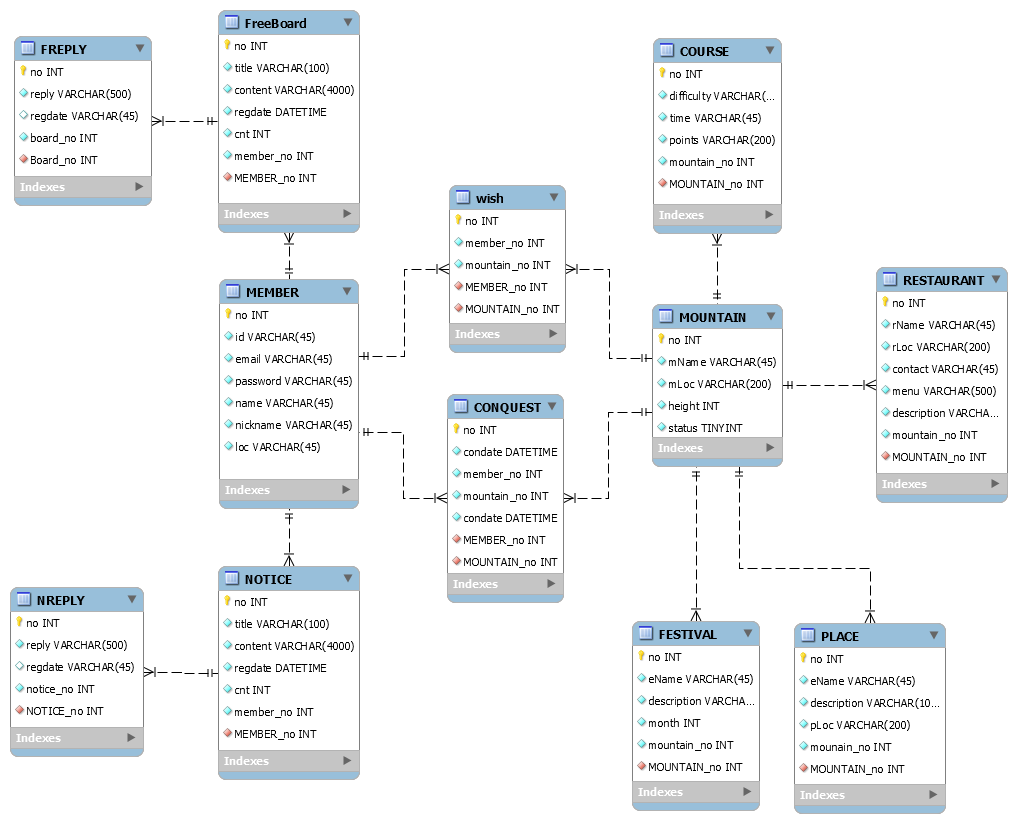 FREPLY
no INT
reply VARCHAR(500)
regdate VARCHAR(45)
board_no INT
Board_no INT
Indexes
FreeBoard
no INT
title VARCHAR(100)
content VARCHAR(4000)
regdate DATETIME
cnt INT
member_no INT
MEMBER_no INT
Indexes
MEMBER
no INT
id VARCHAR(45)
email VARCHAR(45)
password VARCHAR(45)
name VARCHAR(45)
nickname VARCHAR(45)
loc VARCHAR(45)
Indexes
NREPLY
no INT
reply VARCHAR(500)
regdate VARCHAR(45)
notice_no INT
NOTICE_no INT
Indexes
NOTICE
no INT
title VARCHAR(100)
content VARCHAR(4000)
regdate DATETIME
cnt INT
member_no INT
MEMBER_no INT
Indexes
wish
no INT
member_no INT
mountain_no INT
MEMBER_no INT
MOUNTAIN_no INT
Indexes
CONQUEST
no INT
condate DATETIME
member_no INT
mountain_no INT
condate DATETIME
MEMBER_no INT
MOUNTAIN_no INT
Indexes
COURSE
no INT
difficulty VARCHAR(...
time VARCHAR(45)
points VARCHAR(200)
mountain_no INT
MOUNTAIN_no INT
Indexes
MOUNTAIN
no INT
mName VARCHAR(45)
mLoc VARCHAR(200)
height INT
status TINYINT
Indexes
RESTAURANT
no INT
rName VARCHAR(45)
rLoc VARCHAR(200)
contact VARCHAR(45)
menu VARCHAR(500)
description VARCHA...
mountain_no INT
MOUNTAIN_no INT
Indexes
FESTIVAL
no INT
eName VARCHAR(45)
description VARCHA...
month INT
mountain_no INT
MOUNTAIN_no INT
Indexes
PLACE
no INT
eName VARCHAR(45)
description VARCHAR(10...
pLoc VARCHAR(200)
mounain_no INT
MOUNTAIN_no INT
Indexes